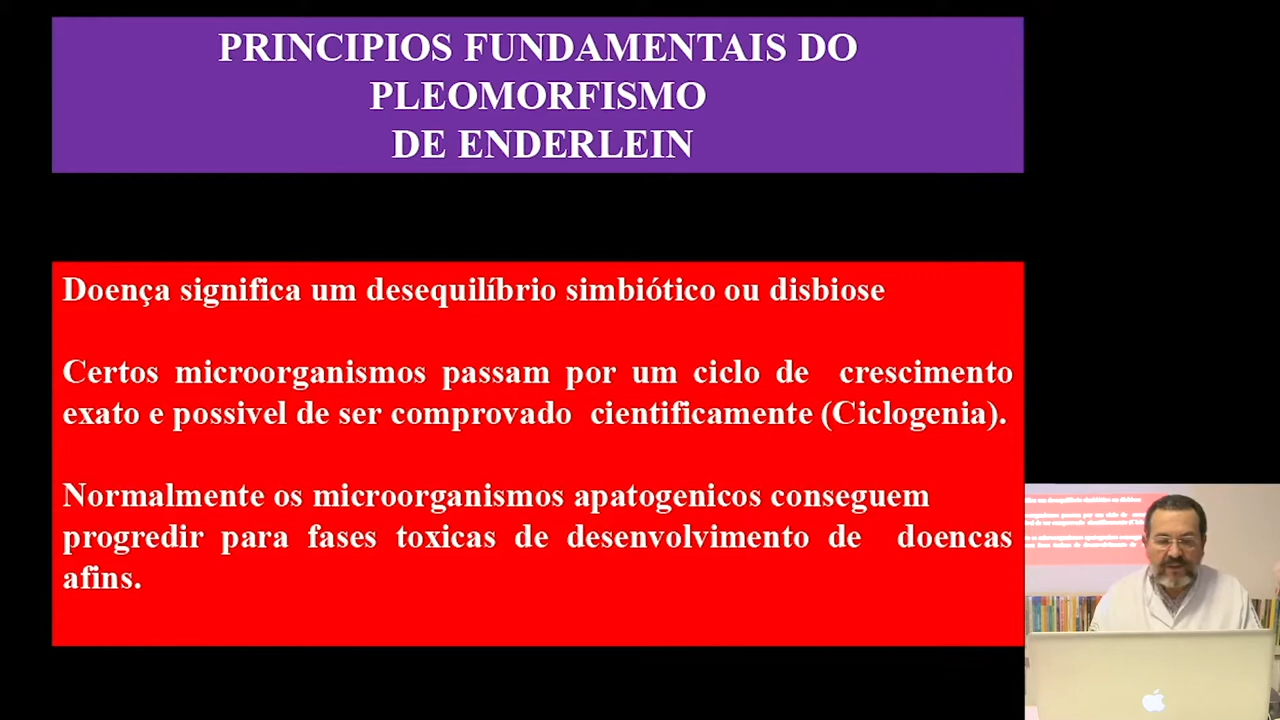 PRINCIPIOS FUNDAMENTAIS DO
PLEOMORFISMO
DE ENDERLEIN
Doença significa um desequilíbrio simbiótico ou disbiose
Certos microorganismos passam por um ciclo de crescimento
exato e possivel de ser comprovado cientificamente (Ciclogenia).
Normalmente os microorganismos apatogenicos conseguem
progredir para fases toxicas de desenvolvimento de doencas
afins.